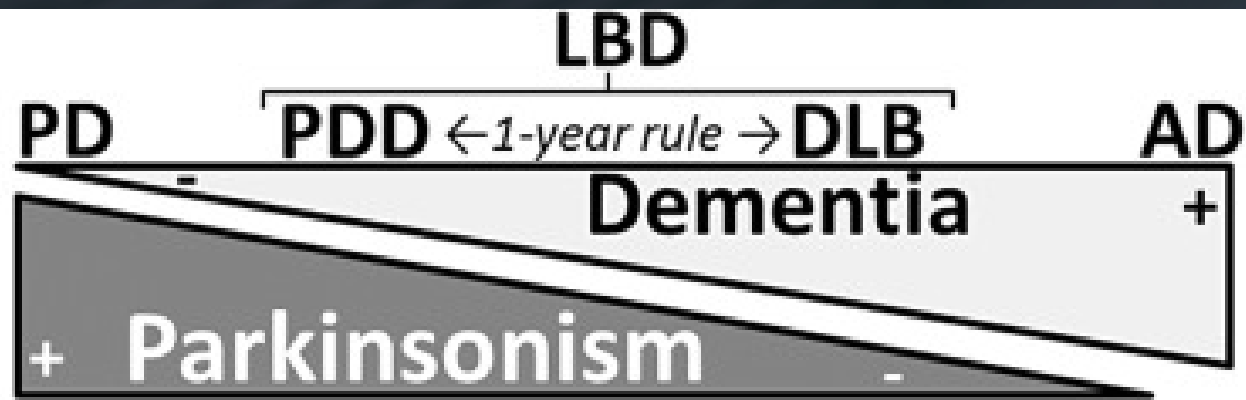 LBD
PD PDD ←1-year rule→ DLB AD
- Dementia +
+ Parkinsonism -